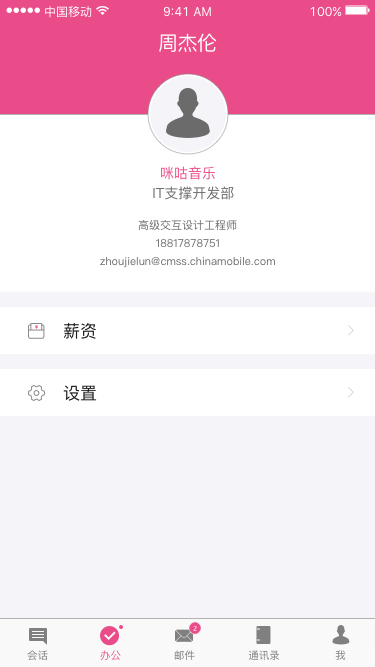 中国移动 9:41 AM 100%
周杰伦
咪咕音乐
IT支撑开发部
高级交互设计工程师
18817878751
zhoujielun@cmss.chinamobile.com
薪资
设置
2
会话 办公 邮件 通讯录 我